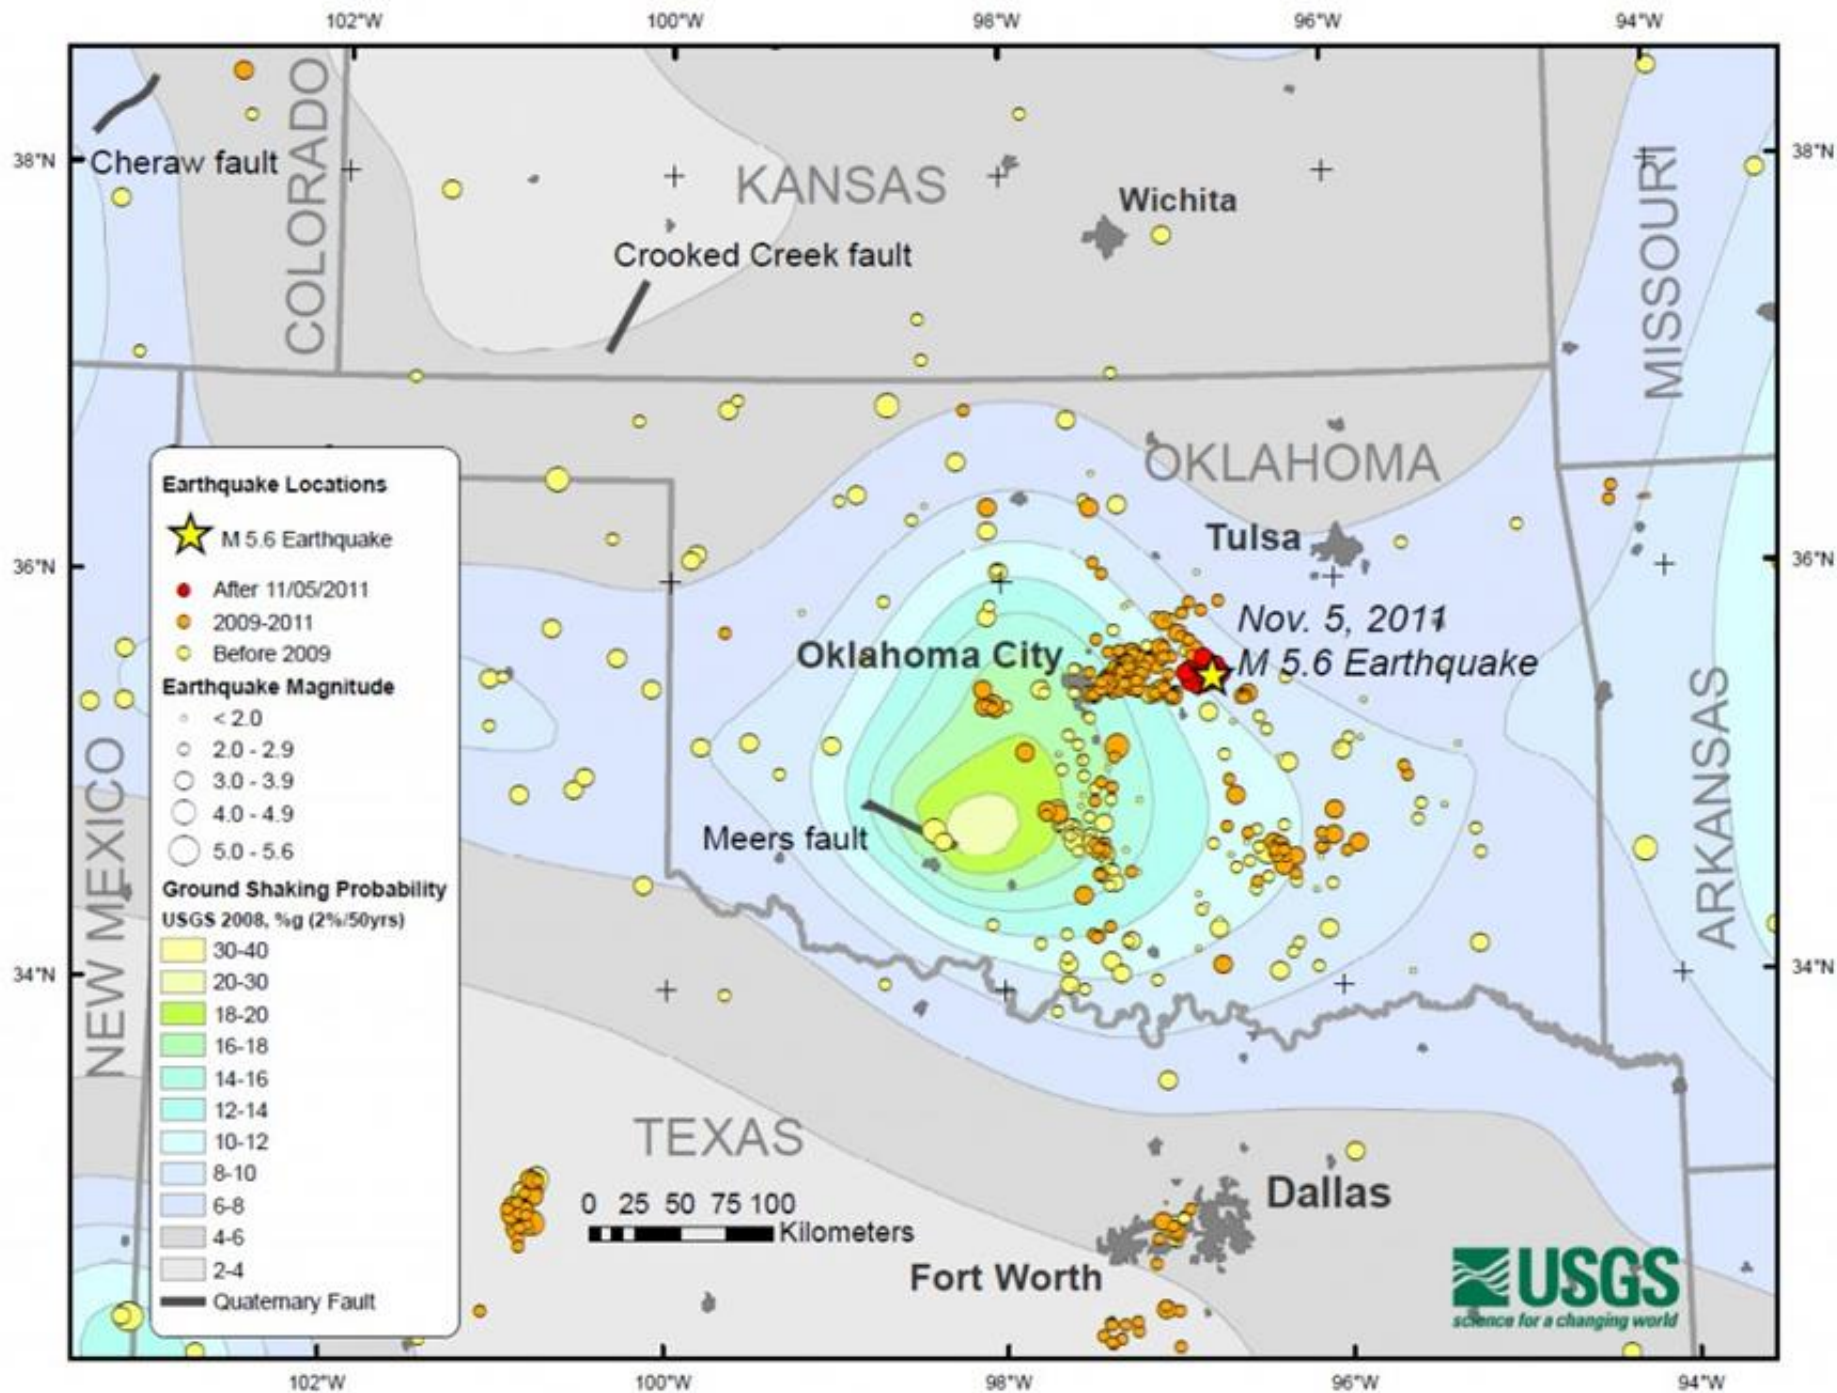 102°W 100°W 98°W 96°W 94°W
COLORADO
Cheraw fault
38°N
38°N
KANSAS
Wichita
MISSOURI
Crooked Creek fault
OKLAHOMA
Tulsa
36°N
36°N
Nov. 5, 2011
Oklahoma City
M 5.6 Earthquake
Meers fault
ARKANSAS
NEW MEXICO
34°N
34°N
Earthquake Locations
M 5.6 Earthquake
After 11/05/2011
2009-2011
Before 2009
Earthquake Magnitude
< 2.0
2.0 - 2.9
3.0 - 3.9
4.0 - 4.9
5.0 - 5.6
Ground Shaking Probability
USGS 2008, %g (2%/50yrs)
30-40
20-30
18-20
16-18
14-16
12-14
10-12
8-10
6-8
4-6
2-4
Quaternary Fault
TEXAS
0 25 50 75 100
Kilometers
Dallas
Fort Worth
USGS
science for a changing world
102°W 100°W 98°W 96°W 94°W